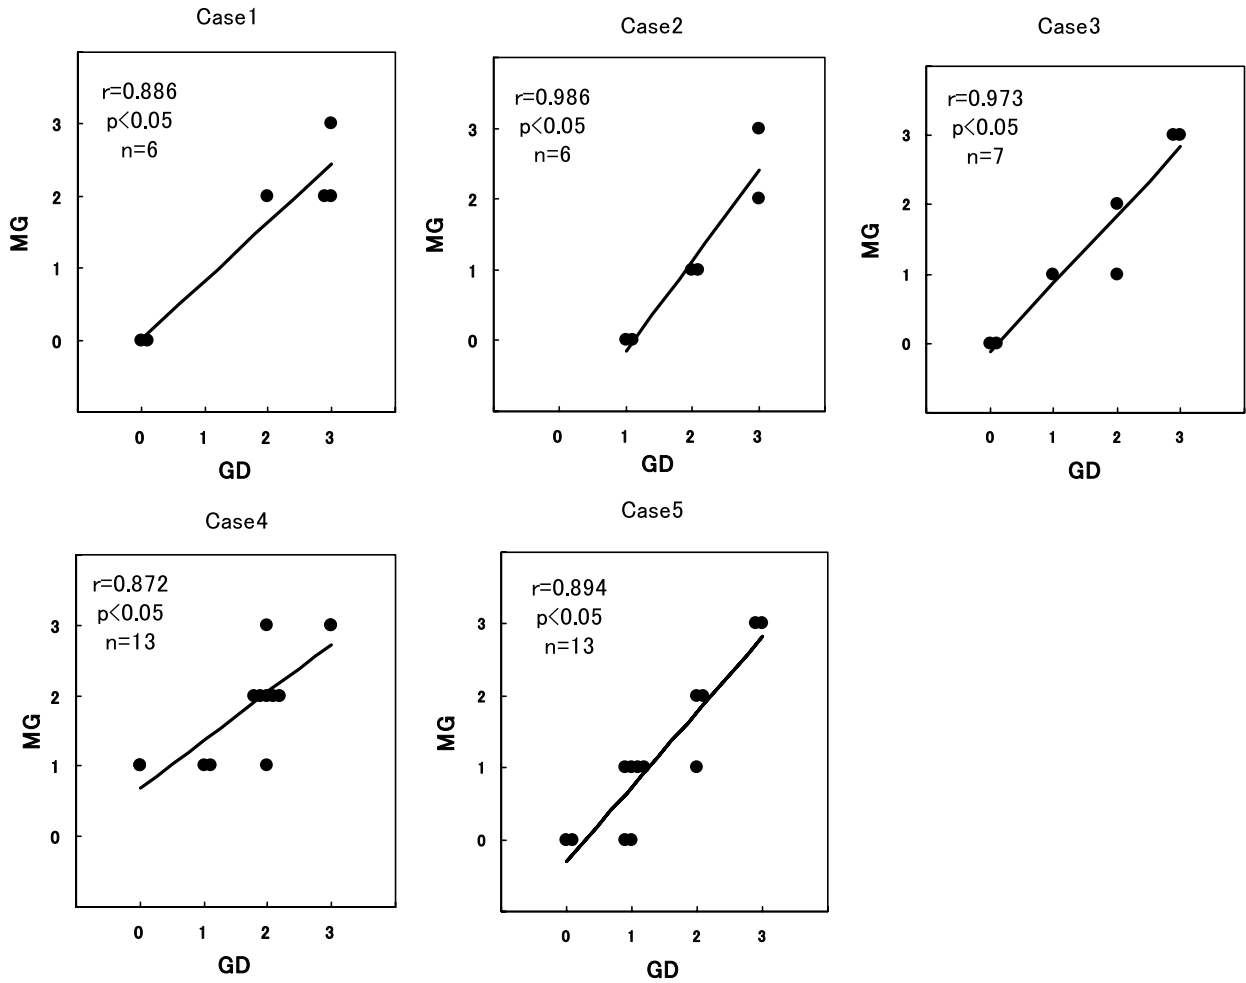 Case1
r=0.886
p<0.05
n=6
3
2
1
0
MG
0 1 2 3
GD
Case2
r=0.986
p<0.05
n=6
3
2
1
0
MG
0 1 2 3
GD
Case3
r=0.973
p<0.05
n=7
3
2
1
0
MG
0 1 2 3
GD
Case4
r=0.872
p<0.05
n=13
3
2
1
0
MG
0 1 2 3
GD
Case5
r=0.894
p<0.05
n=13
3
2
1
0
MG
0 1 2 3
GD